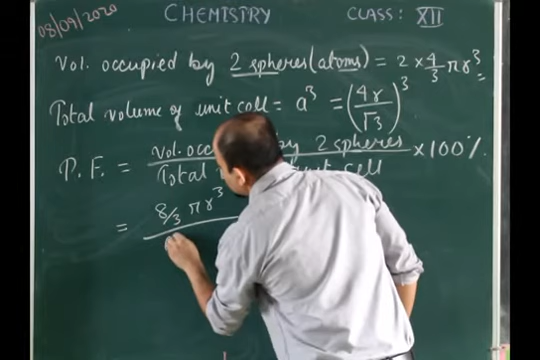 08/09/2020 CHEMISTRY CLASS: XII
Vol. occupied by 2 spheres (atoms) = 2 × 4/3 πr³
Total volume of unit cell = a³ = (4r/√3)³
P.F. = vol. occ by 2 spheres / Total unit cell × 100%
= 8/3 πr³